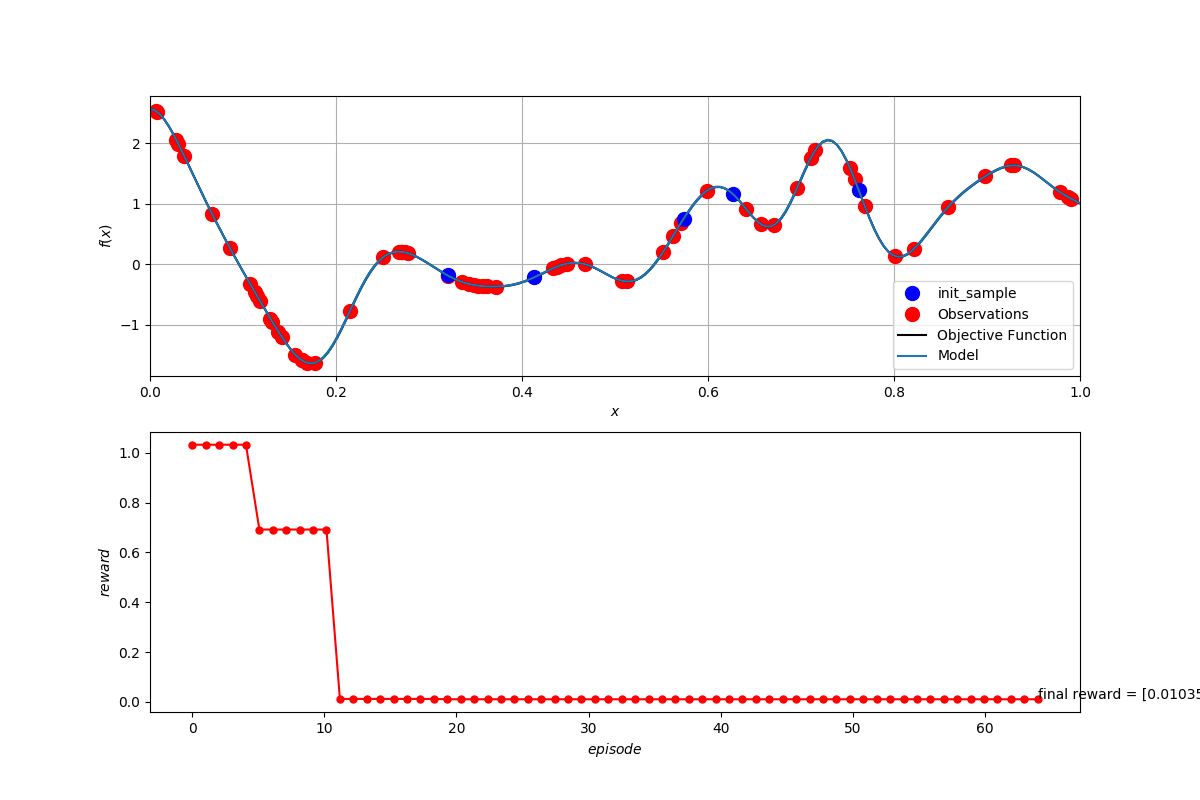 2
1
0
−1
f(x)
0.0 0.2 0.4 0.6 0.8 1.0
x
init_sample
Observations
Objective Function
Model
1.0
0.8
0.6
0.4
0.2
0.0
reward
final reward = [0.01035
0 10 20 30 40 50 60
episode